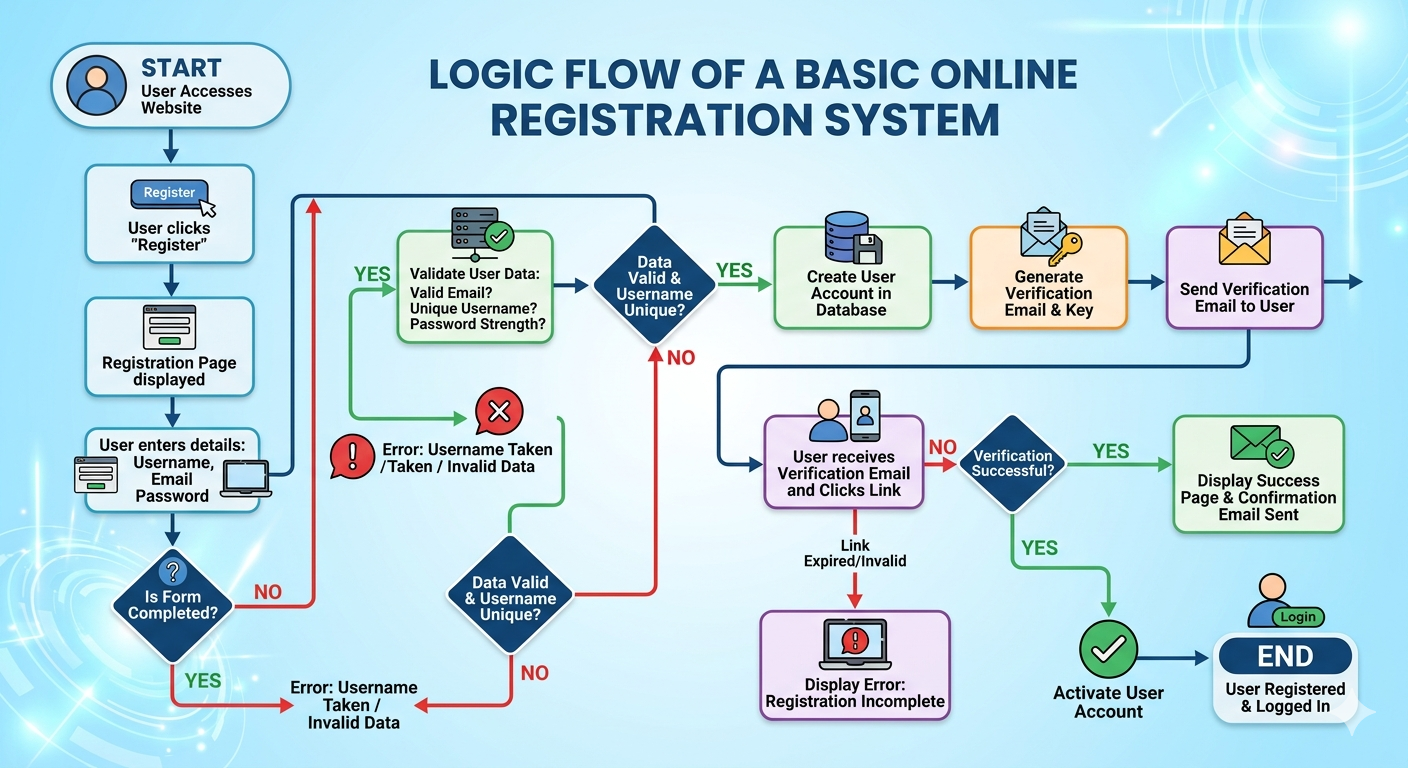 LOGIC FLOW OF A BASIC ONLINE
REGISTRATION SYSTEM
START
User Accesses
Website
Register
User clicks
"Register"
Registration Page
displayed
User enters details:
Username,
Email
Password
?
Is Form
Completed?
NO
YES
Error: Username
Taken /
Invalid Data
YES
Validate User Data:
Valid Email?
Unique Username?
Password Strength?
!
Error: Username Taken
/Taken / Invalid Data
Data Valid
& Username
Unique?
NO
Data
Valid &
Username
Unique?
NO
YES
Create User
Account in
Database
Generate
Verification
Email & Key
Send Verification
Email to User
User receives
Verification Email
and Clicks Link
NO
Link
Expired/Invalid
!
Display Error:
Registration Incomplete
Verification
Successful?
YES
Display Success
Page & Confirmation
Email Sent
YES
Activate User
Account
Login
END
User Registered
& Logged In